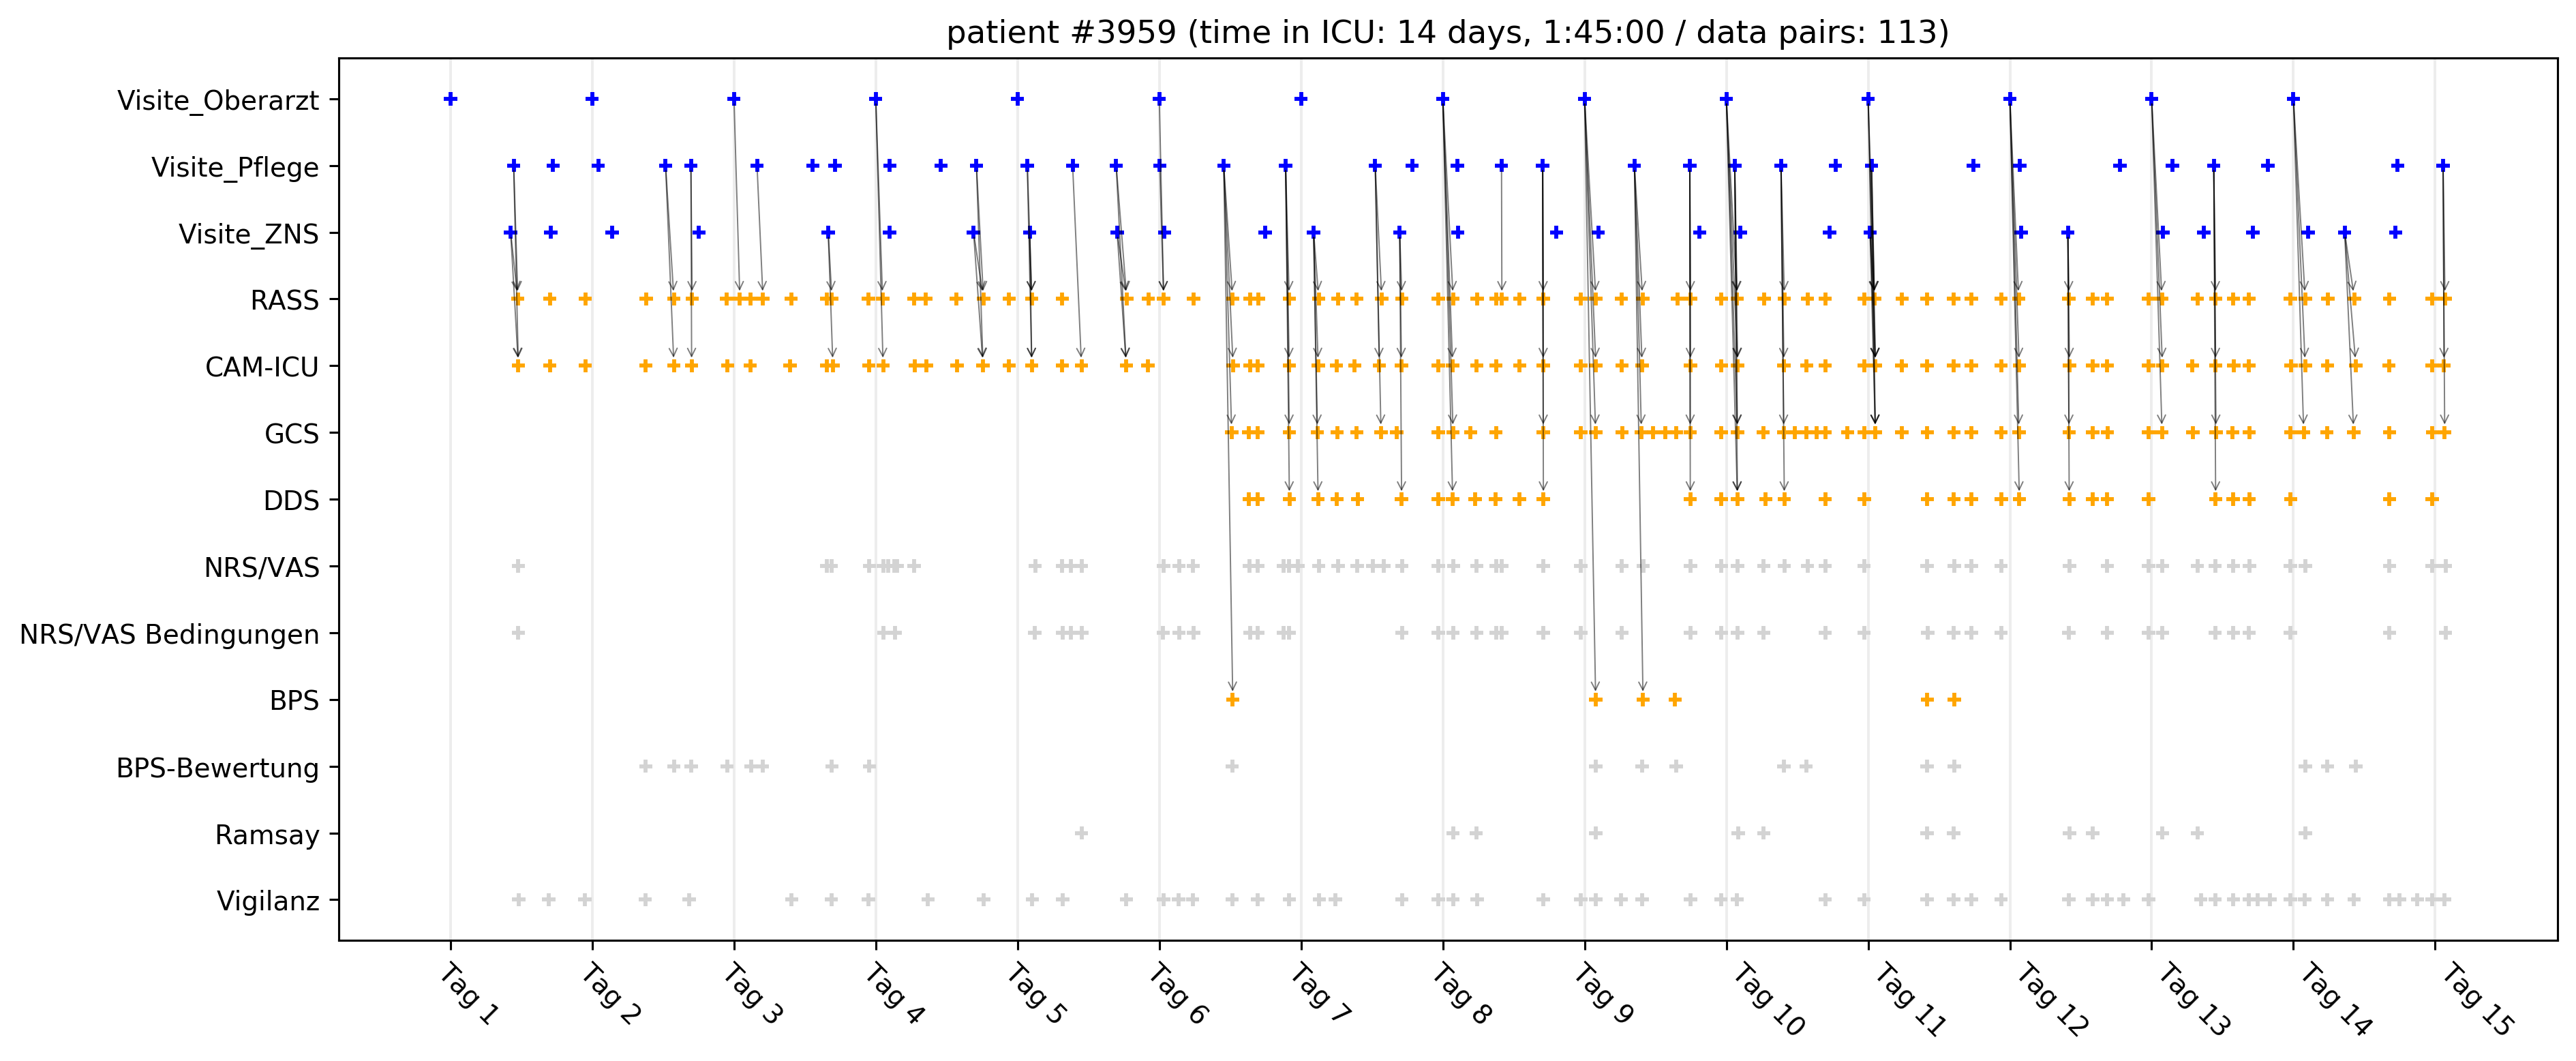 patient #3959 (time in ICU: 14 days, 1:45:00 / data pairs: 113)
Visite_Oberarzt
Visite_Pflege
Visite_ZNS
RASS
CAM-ICU
GCS
DDS
NRS/VAS
NRS/VAS Bedingungen
BPS
BPS-Bewertung
Ramsay
Vigilanz
Tag 1
Tag 2
Tag 3
Tag 4
Tag 5
Tag 6
Tag 7
Tag 8
Tag 9
Tag 10
Tag 11
Tag 12
Tag 13
Tag 14
Tag 15